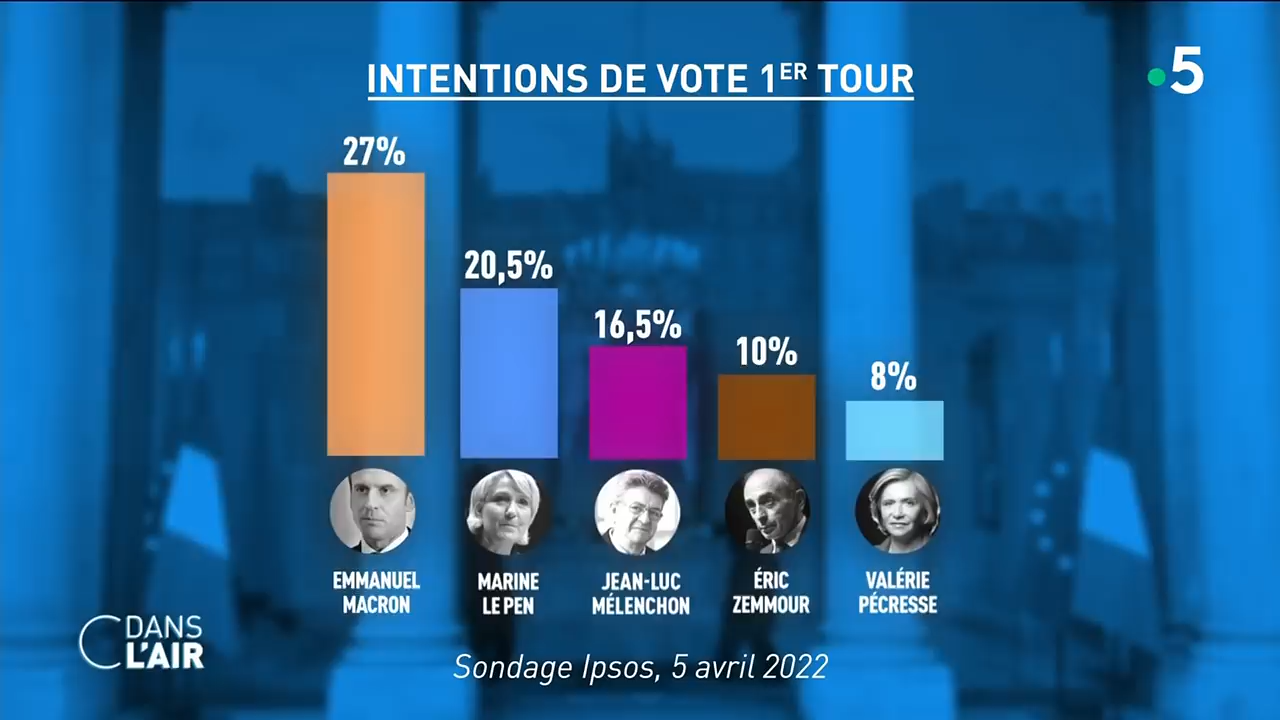 INTENTIONS DE VOTE 1ER TOUR
5
27%
20,5%
16,5%
10%
8%
EMMANUEL
MACRON
MARINE
LE PEN
JEAN-LUC
MÉLENCHON
ÉRIC
ZEMMOUR
VALÉRIE
PÉCRESSE
C DANS
L'AIR
Sondage Ipsos, 5 avril 2022